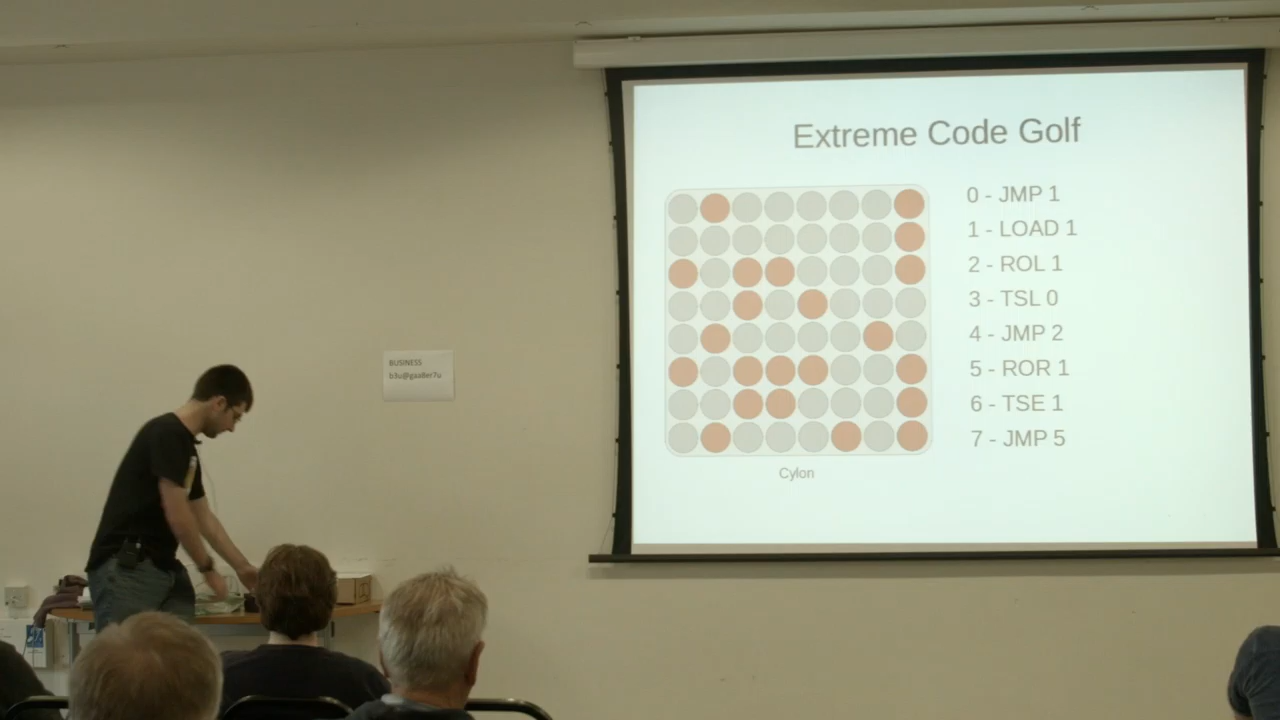 Extreme Code Golf
0 - JMP 1
1 - LOAD 1
2 - ROL 1
3 - TSL 0
4 - JMP 2
5 - ROR 1
6 - TSE 1
7 - JMP 5
Cylon
BUSINESS